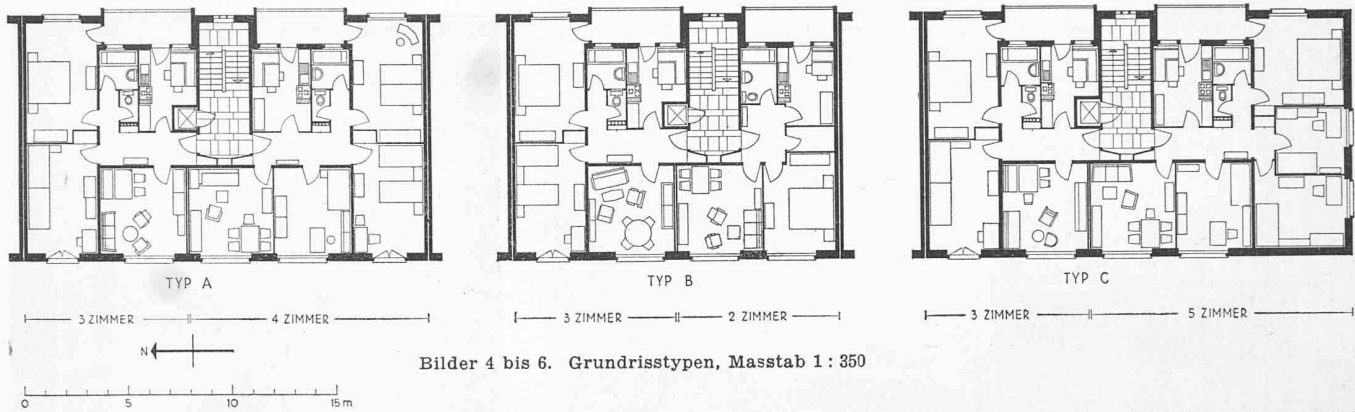 TYP A
TYP B
TYP C
3 ZIMMER
4 ZIMMER
3 ZIMMER
2 ZIMMER
3 ZIMMER
5 ZIMMER
N
Bilder 4 bis 6. Grundrisstypen, Masstab 1 : 350
0 5 10 15 m